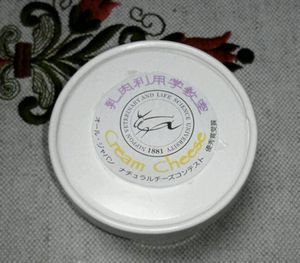 乳肉利用学教室
NIPPON VETERINARY AND LIFE SCIENCE UNIVERSITY
1881
Cream Cheese
オールジャパン ナチュラルチーズコンテスト 優秀賞受賞